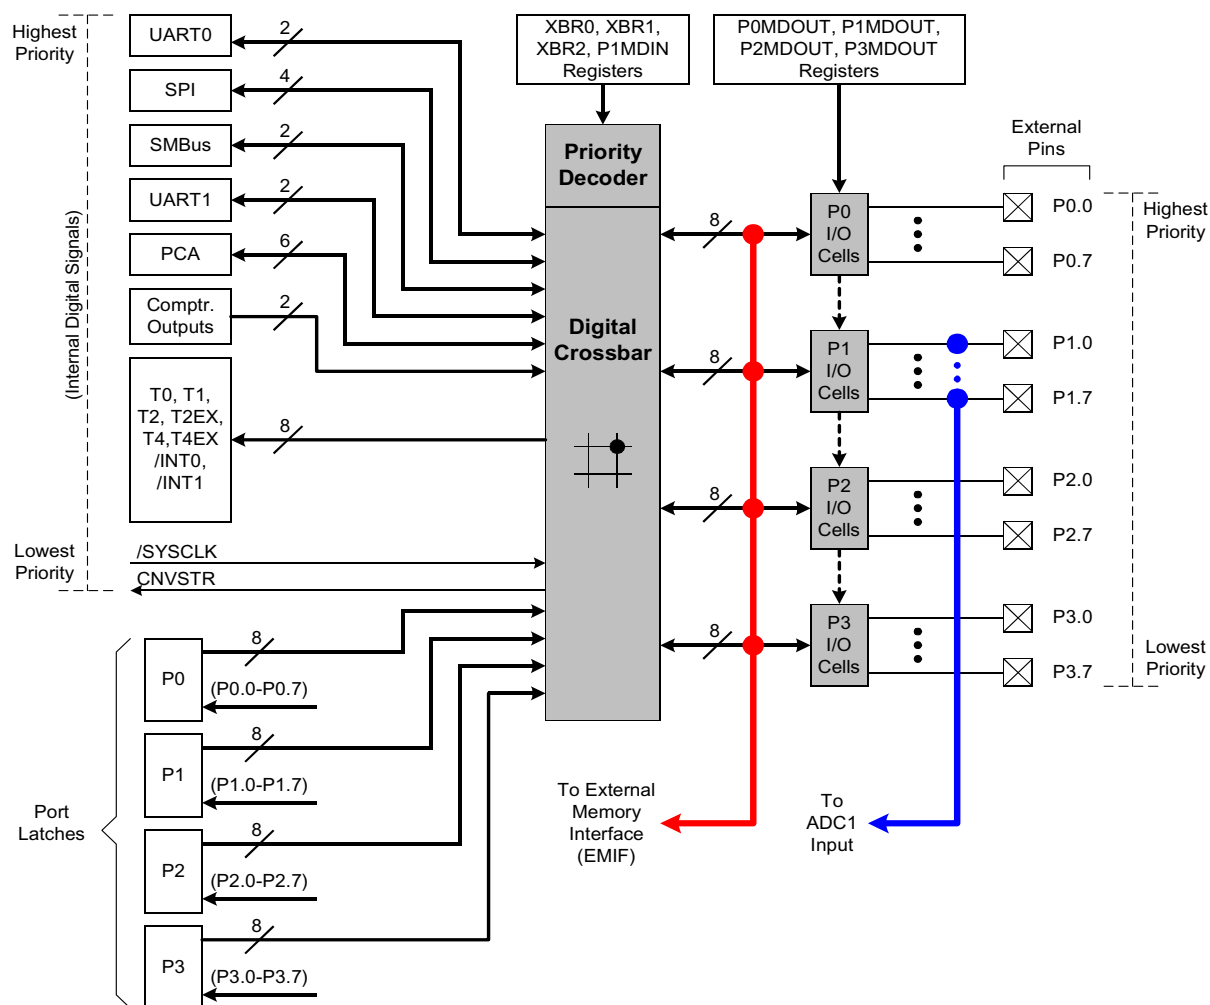 Highest
Priority
UART0
2
SPI
4
SMBus
2
UART1
2
PCA
6
Comptr.
Outputs
2
T0, T1,
T2, T2EX,
T4,T4EX
/INT0,
/INT1
8
(Internal Digital Signals)
Lowest
Priority
/SYSCLK
CNVSTR
XBR0, XBR1,
XBR2, P1MDIN
Registers
P0MDOUT, P1MDOUT,
P2MDOUT, P3MDOUT
Registers
Priority
Decoder
Digital
Crossbar
8
8
8
8
P0
I/O
Cells
P1
I/O
Cells
P2
I/O
Cells
P3
I/O
Cells
External
Pins
P0.0
P0.7
P1.0
P1.7
P2.0
P2.7
P3.0
P3.7
Highest
Priority
Lowest
Priority
Port
Latches
P0
8
(P0.0-P0.7)
P1
8
(P1.0-P1.7)
P2
8
(P2.0-P2.7)
P3
8
(P3.0-P3.7)
To External
Memory
Interface
(EMIF)
To
ADC1
Input